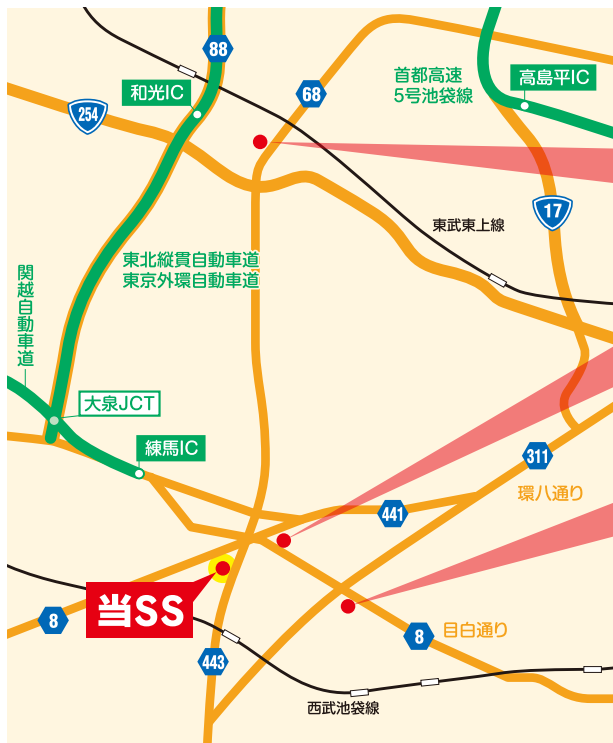 88
和光IC
254
68
首都高速
5号池袋線
高島平IC
17
東武東上線
東北縦貫自動車道
東京外環自動車道
関越自動車道
大泉JCT
練馬IC
311
環八通り
441
当SS
8
443
8
目白通り
西武池袋線